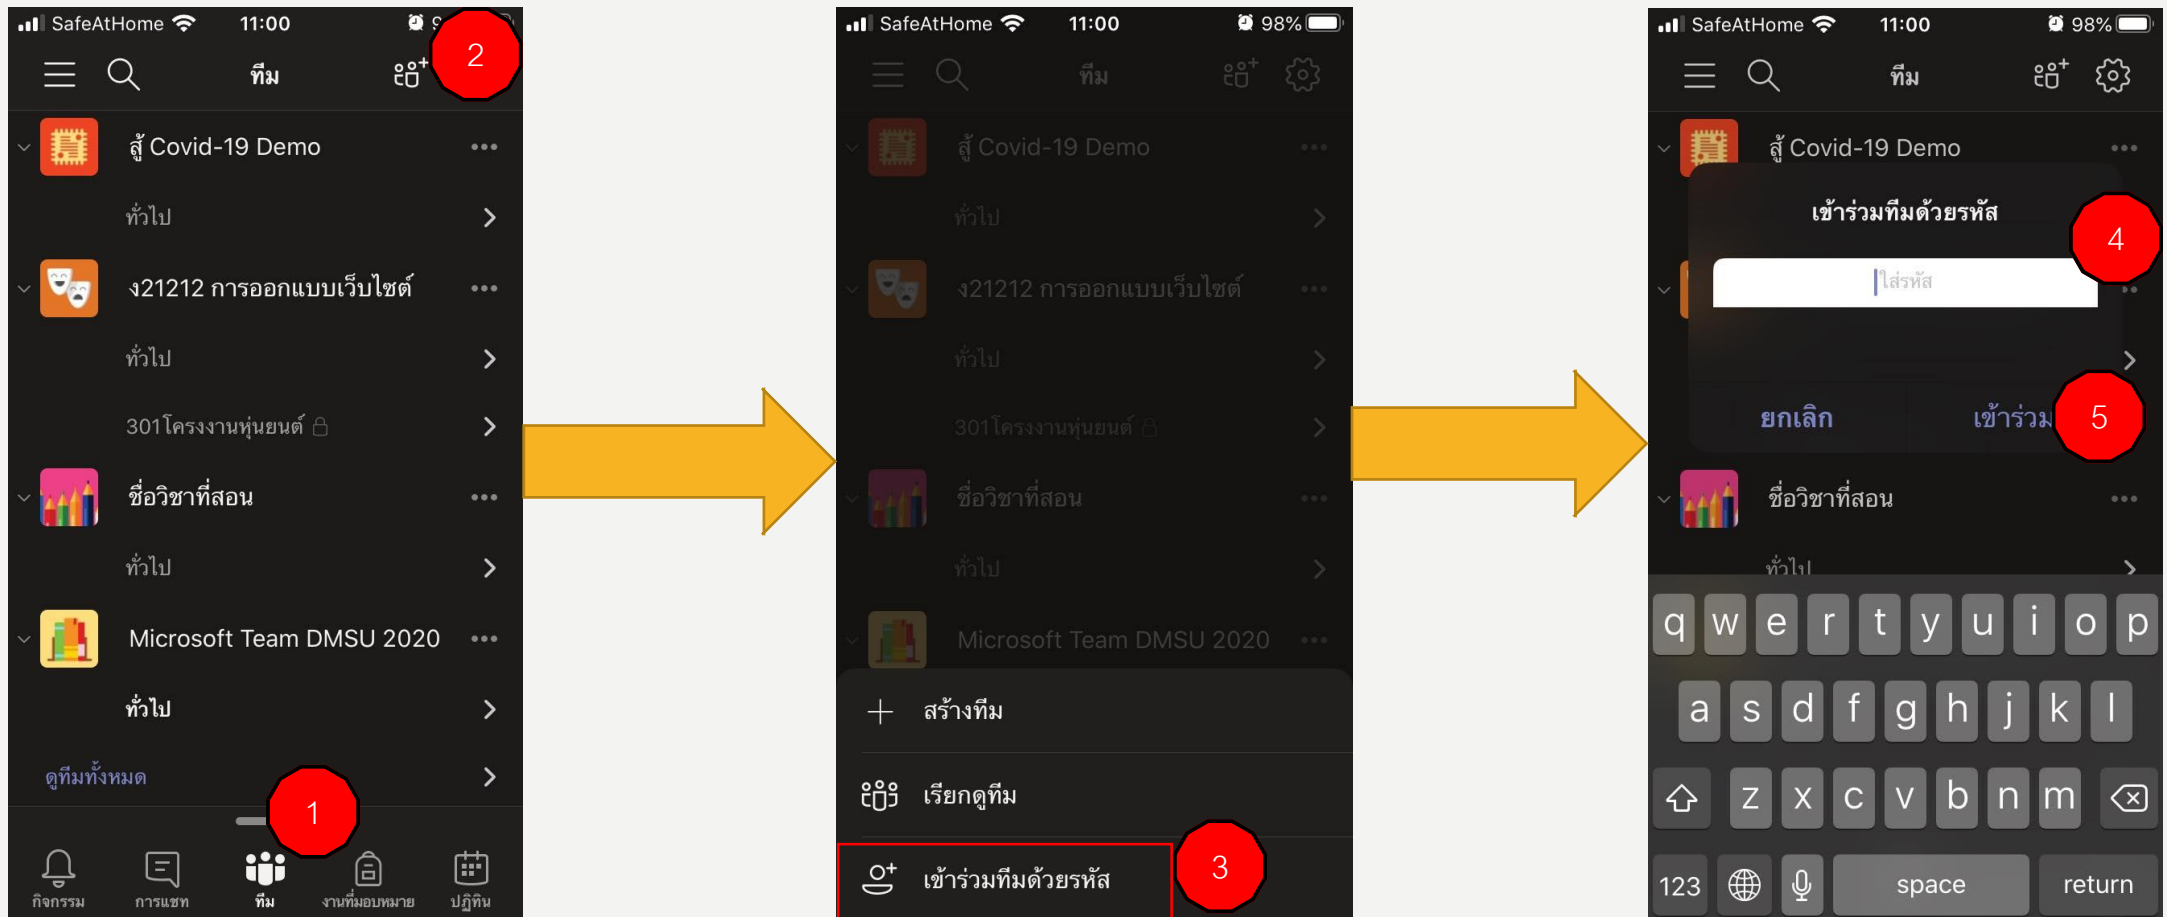 SafeAtHome 11:00
2
ทีม
สู้ Covid-19 Demo
ทั่วไป
ง21212 การออกแบบเว็บไซต์
ทั่วไป
301โครงงานหุ่นยนต์
ชื่อวิชาที่สอน
ทั่วไป
Microsoft Team DMSU 2020
ทั่วไป
ดูทีมทั้งหมด
1
กิจกรรม การแชท ทีม งานที่มอบหมาย ปฏิทิน
SafeAtHome 11:00 98%
ทีม
สู้ Covid-19 Demo
ทั่วไป
ง21212 การออกแบบเว็บไซต์
ทั่วไป
301โครงงานหุ่นยนต์
ชื่อวิชาที่สอน
ทั่วไป
Microsoft Team DMSU 2020
สร้างทีม
เรียกดูทีม
เข้าร่วมทีมด้วยรหัส
3
SafeAtHome 11:00 98%
ทีม
สู้ Covid-19 Demo
เข้าร่วมทีมด้วยรหัส
4
ใส่รหัส
ยกเลิก เข้าร่วม
5
ชื่อวิชาที่สอน
ทั่วไป
q w e r t y u i o p
a s d f g h j k l
z x c v b n m
123 space return